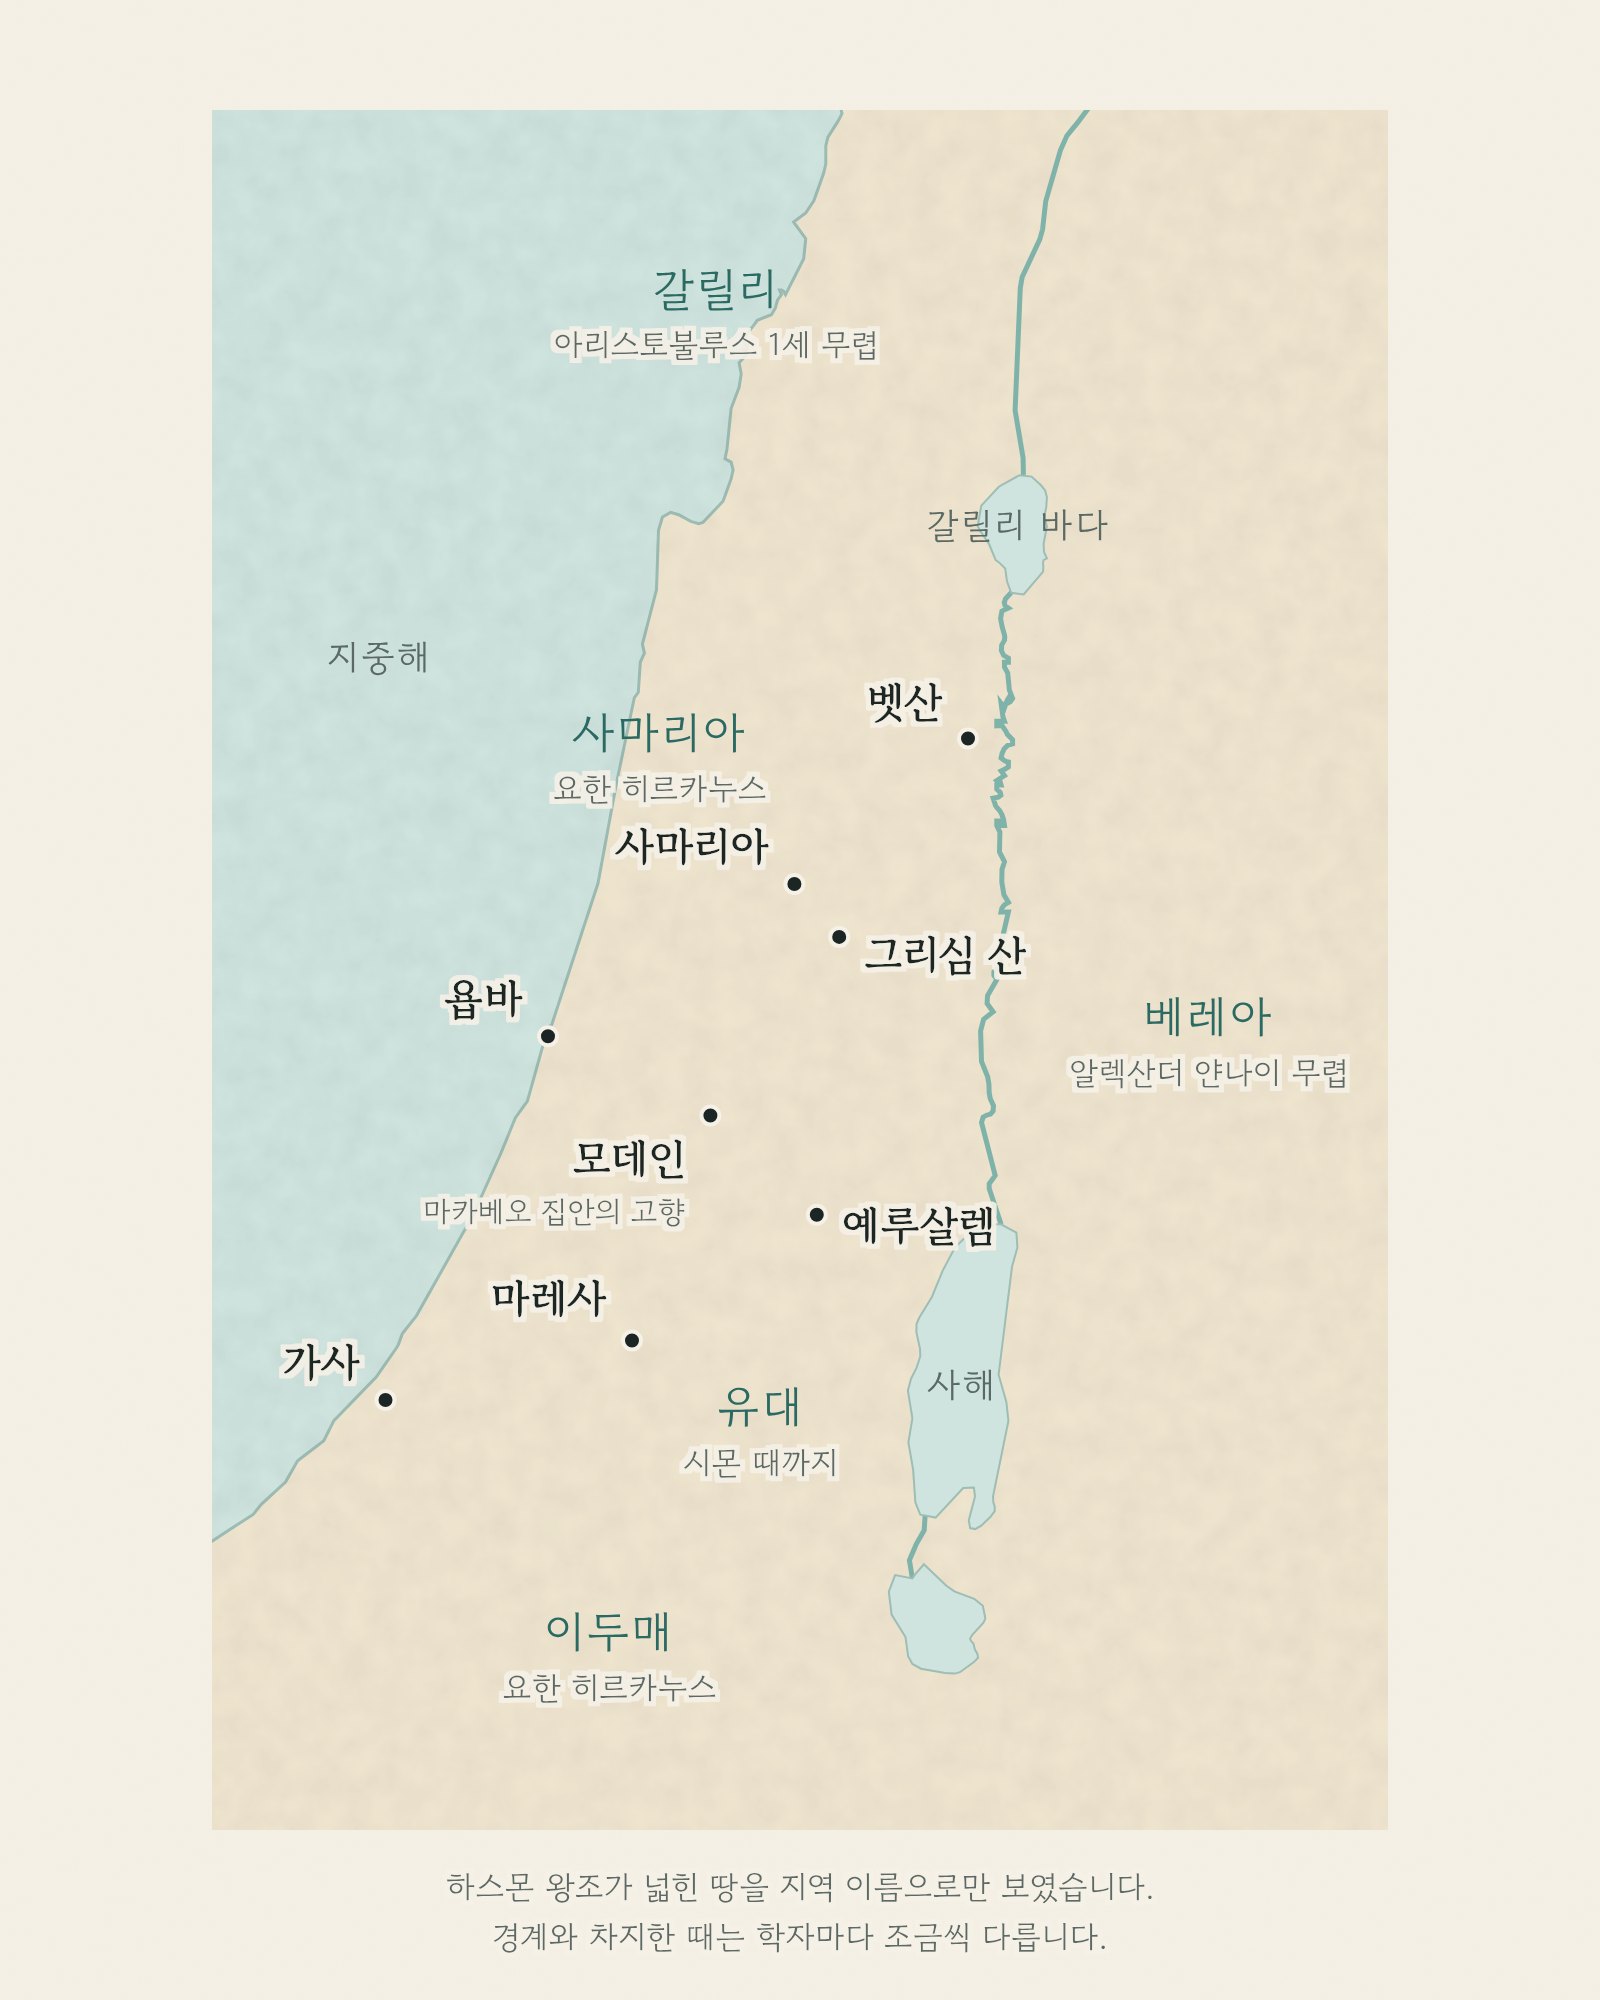 갈릴리
아리스토불루스 1세 무렵
갈릴리 바다
지중해
벳산
사마리아
요한 히르카누스
사마리아
그리심 산
욥바
베레아
알렉산더 얀나이 무렵
모데인
마카베오 집안의 고향
예루살렘
마레사
가사
사해
유대
시몬 때까지
이두매
요한 히르카누스
하스몬 왕조가 넓힌 땅을 지역 이름으로만 보였습니다.
경계와 차지한 때는 학자마다 조금씩 다릅니다.